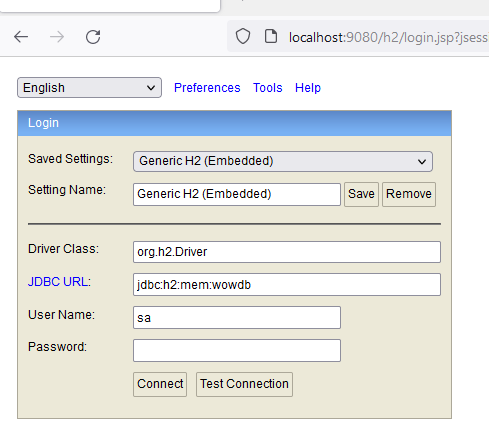 localhost:9080/h2/login.jsp?jsess
English Preferences Tools Help
Login
Saved Settings: Generic H2 (Embedded)
Setting Name: Generic H2 (Embedded) Save Remove
Driver Class: org.h2.Driver
JDBC URL: jdbc:h2:mem:wowdb
User Name: sa
Password:
Connect Test Connection